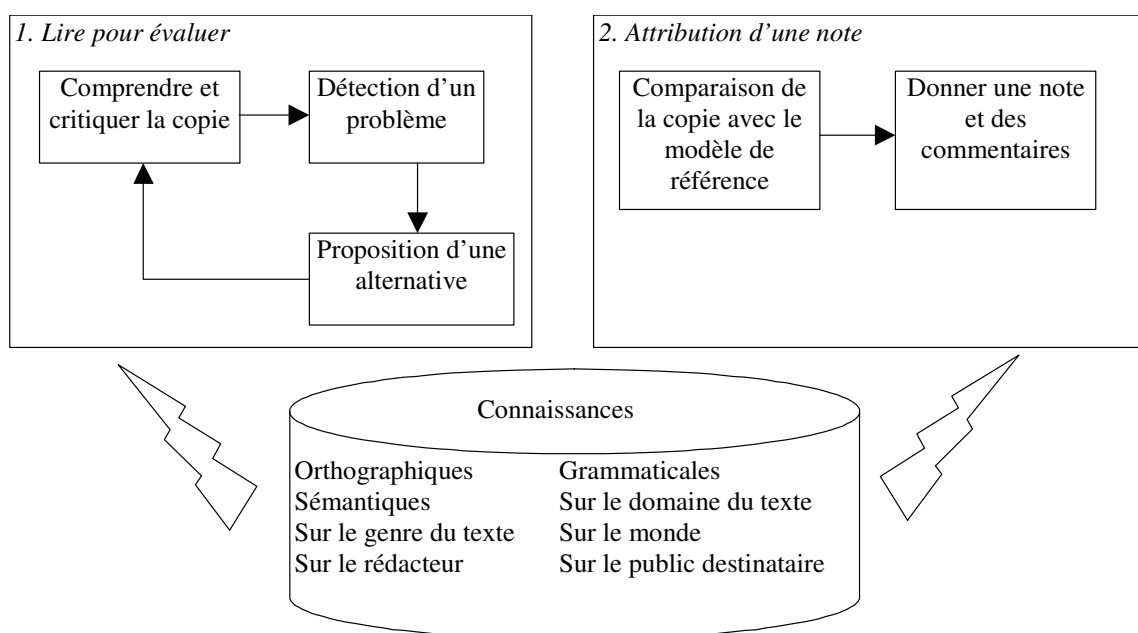 1. Lire pour évaluer
Comprendre et
critiquer la copie
Détection d'un
problème
Proposition d'une
alternative
2. Attribution d'une note
Comparaison de
la copie avec le
modèle de
référence
Donner une note
et des
commentaires
Connaissances
Orthographiques
Sémantiques
Sur le genre du texte
Sur le rédacteur
Grammaticales
Sur le domaine du texte
Sur le monde
Sur le public destinataire